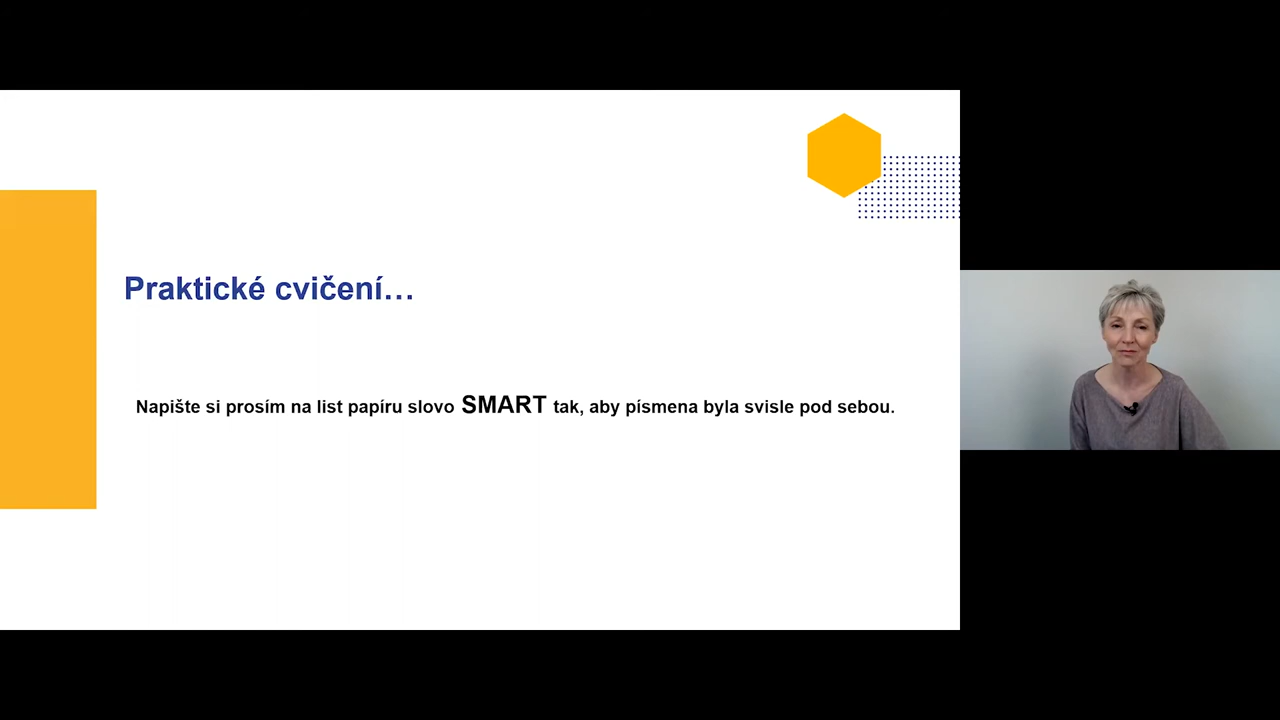 Praktické cvičení…
Napište si prosím na list papíru slovo SMART tak, aby písmena byla svisle pod sebou.